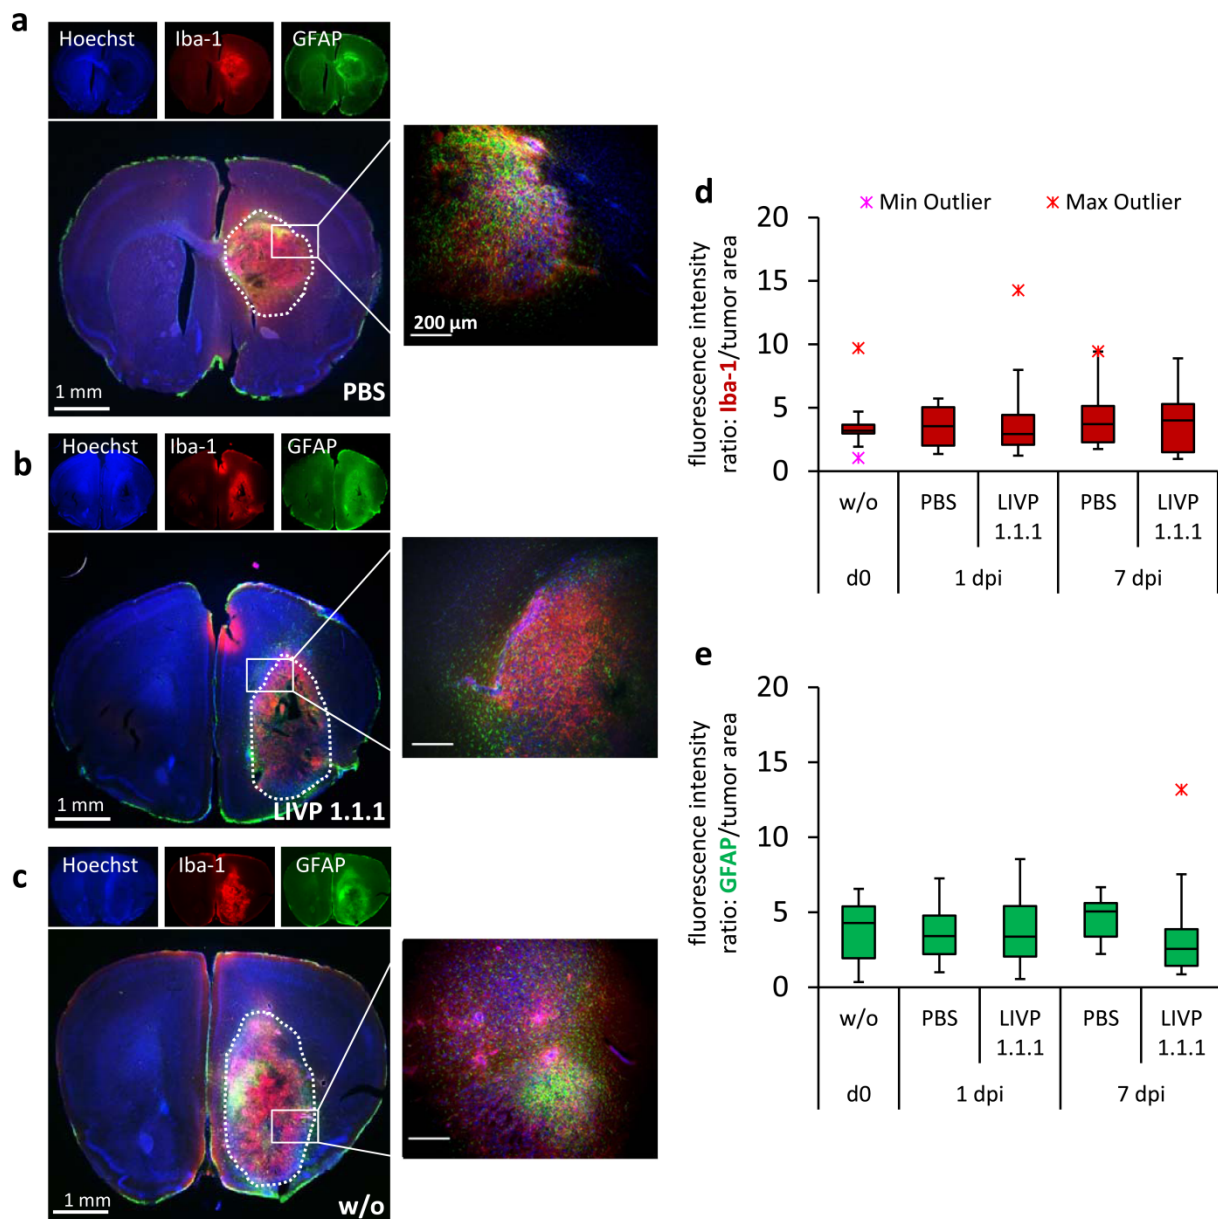 a
Hoechst Iba-1 GFAP
200 µm
1 mm PBS
b
Hoechst Iba-1 GFAP
1 mm LIVP 1.1.1
c
Hoechst Iba-1 GFAP
1 mm w/o
d
Min Outlier Max Outlier
fluorescence intensity
ratio: Iba-1/tumor area
20
15
10
5
0
w/o PBS LIVP PBS LIVP
1.1.1 1.1.1
d0 1 dpi 7 dpi
e
fluorescence intensity
ratio: GFAP/tumor area
20
15
10
5
0
w/o PBS LIVP PBS LIVP
1.1.1 1.1.1
d0 1 dpi 7 dpi